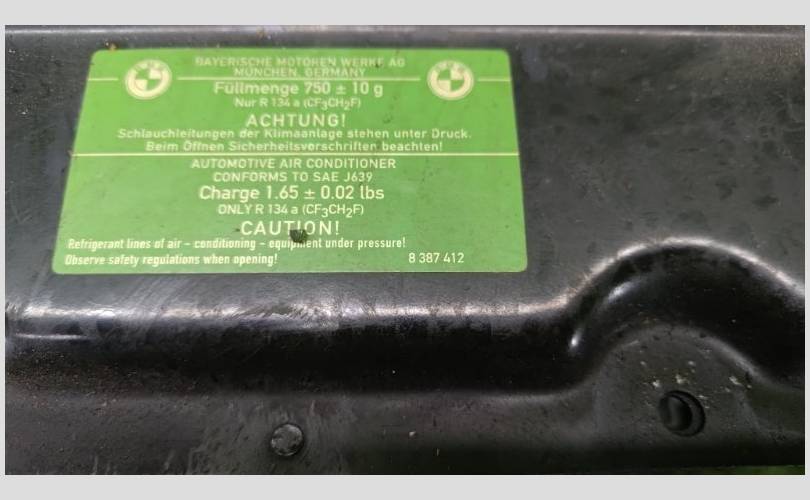 BAYERISCHE MOTOREN WERKE AG
MÜNCHEN, GERMANY
Füllmenge 750 ± 10 g
Nur R 134 a (CF₃CH₂F)
ACHTUNG!
Schlauchleitungen der Klimaanlage stehen unter Druck.
Beim Öffnen Sicherheitsvorschriften beachten!
AUTOMOTIVE AIR CONDITIONER
CONFORMS TO SAE J639
Charge 1.65 ± 0.02 lbs
ONLY R 134 a (CF₃CH₂F)
CAUTION!
Refrigerant lines of air – conditioning – equipment under pressure!
Observe safety regulations when opening! 8 387 412